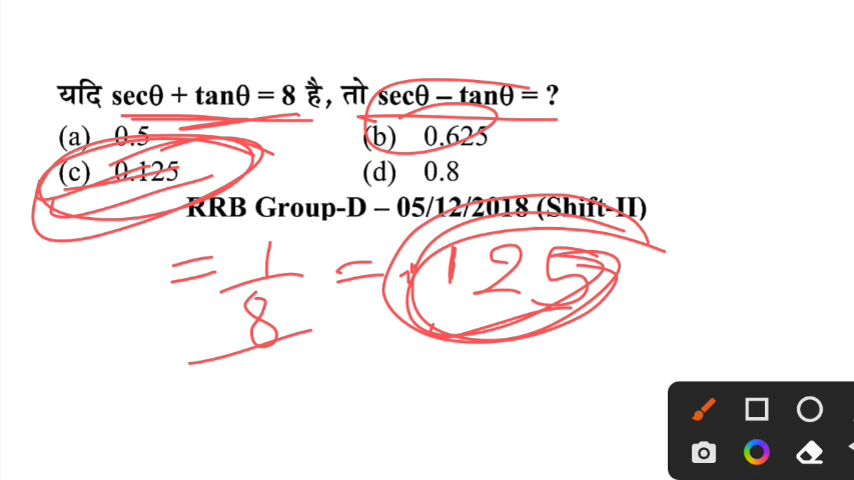 यदि secθ + tanθ = 8 है, तो secθ – tanθ = ?
(a) 0.5 (b) 0.625
(c) 0.125 (d) 0.8
RRB Group-D – 05/12/2018 (Shift-II)
= 1/8 = .125